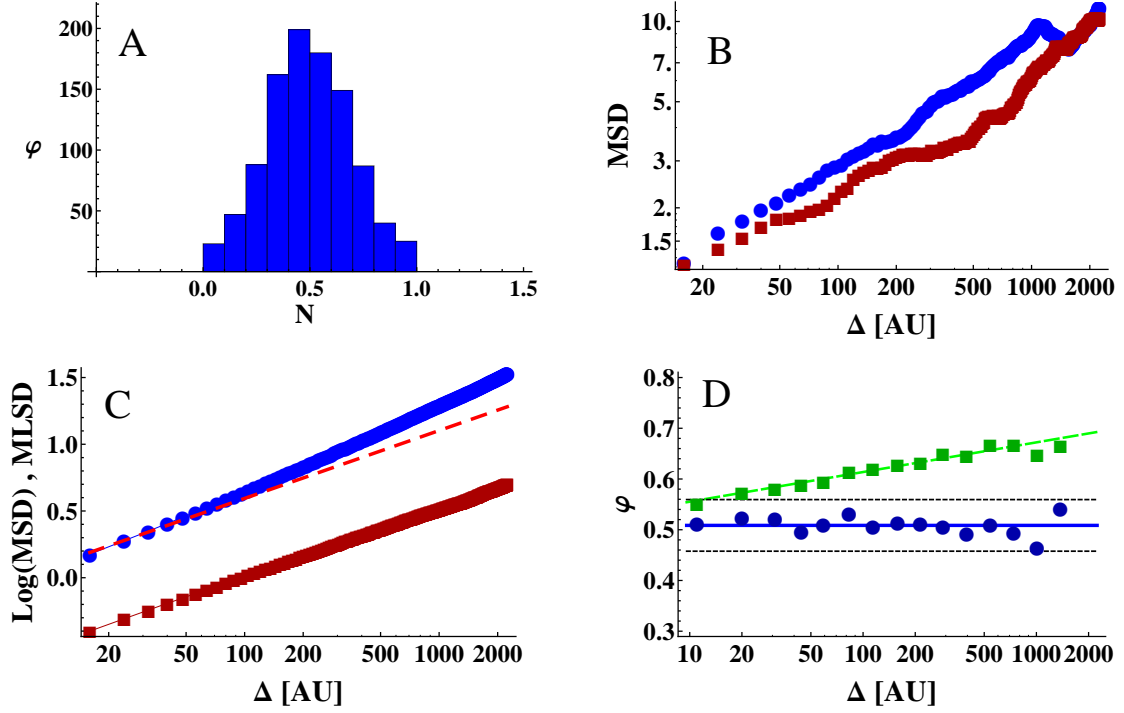 A
200
150
100
50
φ
0.0 0.5 1.0 1.5
N
B
10.
7.
5.
3.
2.
1.5
MSD
20 50 100 200 500 1000 2000
Δ [AU]
C
1.5
1.0
0.5
0.0
Log(MSD) , MLSD
20 50 100 200 500 1000 2000
Δ [AU]
D
0.8
0.7
0.6
0.5
0.4
0.3
φ
10 20 50 100 200 500 1000 2000
Δ [AU]